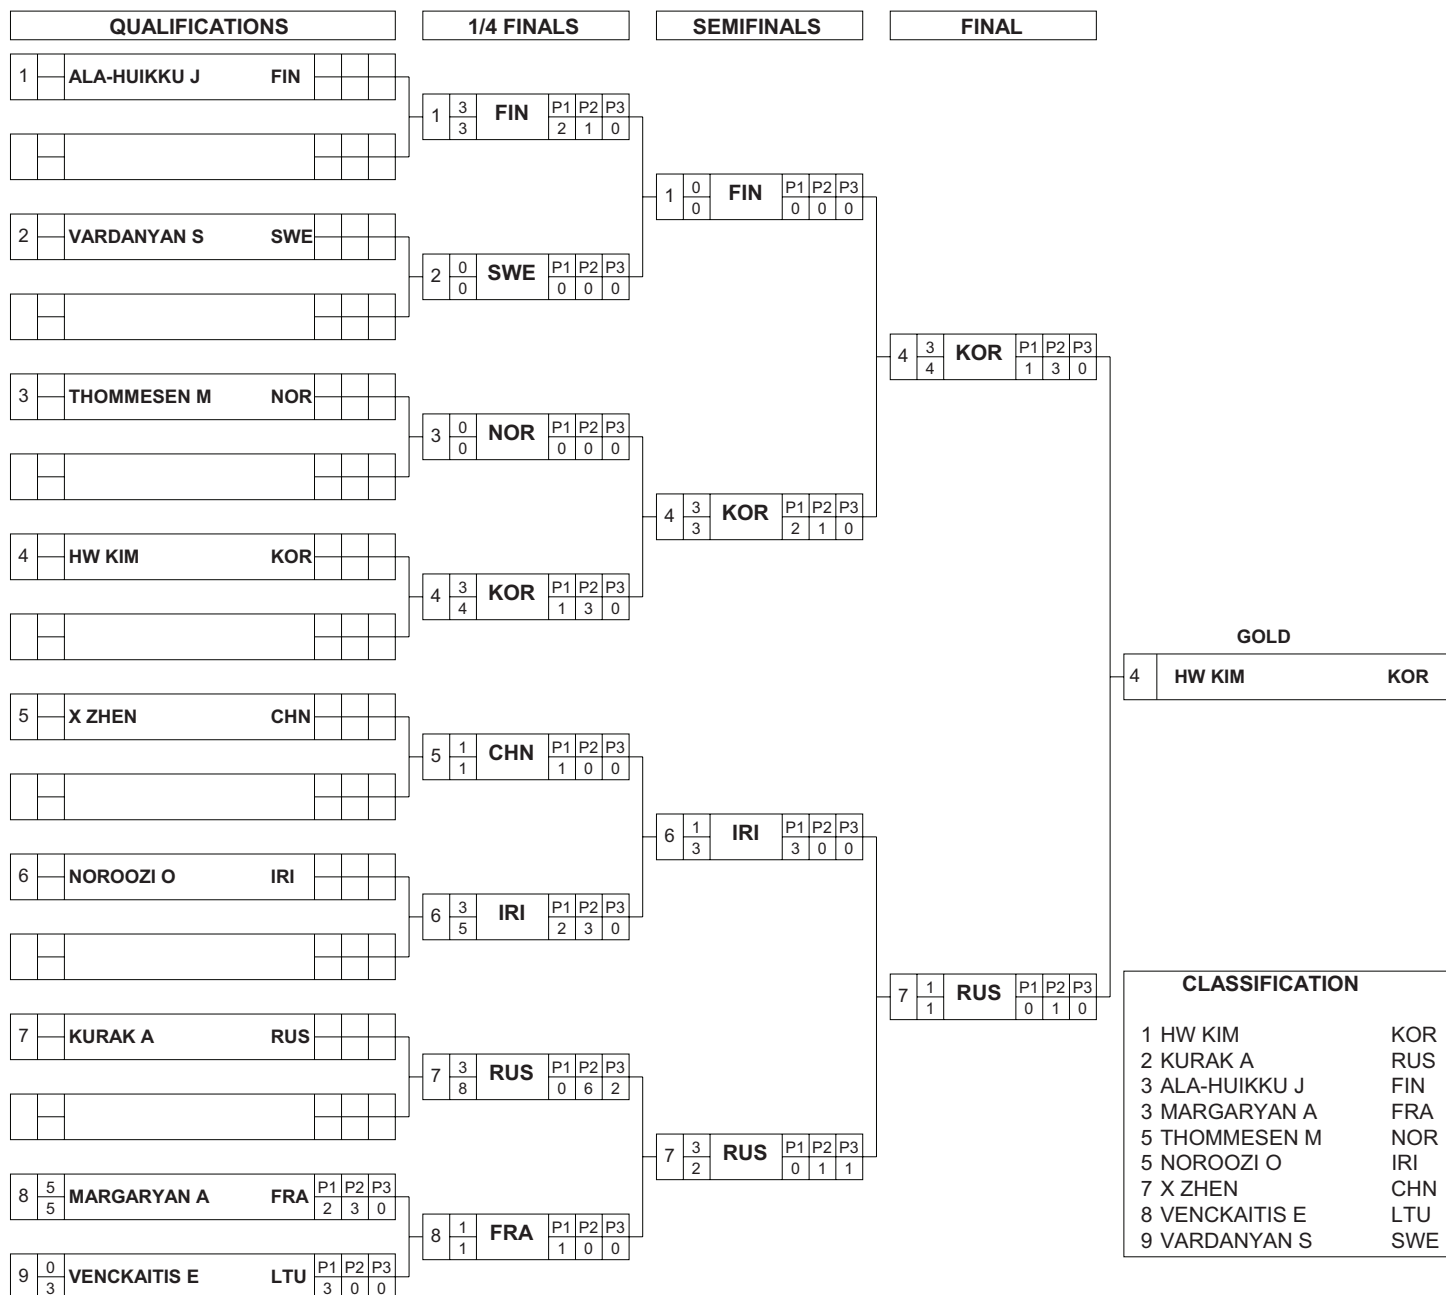 QUALIFICATIONS 1/4 FINALS SEMIFINALS FINAL
1 ALA-HUIKKU J FIN
1 3 FIN P1 P2 P3
3 2 1 0
1 0 FIN P1 P2 P3
0 0 0 0
2 VARDANYAN S SWE
2 0 SWE P1 P2 P3
0 0 0 0
4 3 KOR P1 P2 P3
4 1 3 0
3 THOMMESEN M NOR
3 0 NOR P1 P2 P3
0 0 0 0
4 3 KOR P1 P2 P3
3 2 1 0
4 HW KIM KOR
4 3 KOR P1 P2 P3
4 1 3 0
GOLD
4 HW KIM KOR
5 X ZHEN CHN
5 1 CHN P1 P2 P3
1 1 0 0
6 1 IRI P1 P2 P3
3 3 0 0
6 NOROOZI O IRI
6 3 IRI P1 P2 P3
5 2 3 0
7 1 RUS P1 P2 P3
1 0 1 0
7 KURAK A RUS
7 3 RUS P1 P2 P3
8 0 6 2
7 3 RUS P1 P2 P3
2 0 1 1
8 5 MARGARYAN A FRA P1 P2 P3
5 2 3 0
8 1 FRA P1 P2 P3
1 1 0 0
9 0 VENCKAITIS E LTU P1 P2 P3
3 3 0 0
CLASSIFICATION
1 HW KIM KOR
2 KURAK A RUS
3 ALA-HUIKKU J FIN
3 MARGARYAN A FRA
5 THOMMESEN M NOR
5 NOROOZI O IRI
7 X ZHEN CHN
8 VENCKAITIS E LTU
9 VARDANYAN S SWE